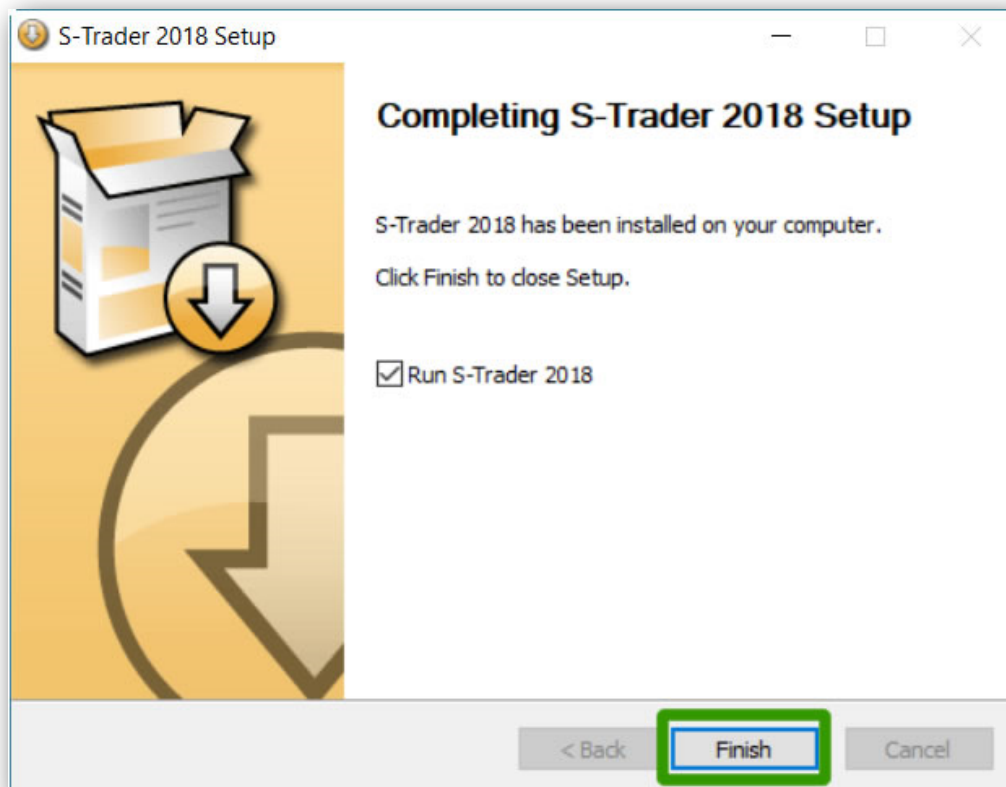 S-Trader 2018 Setup
Completing S-Trader 2018 Setup
S-Trader 2018 has been installed on your computer.
Click Finish to close Setup.
Run S-Trader 2018
< Back Finish Cancel